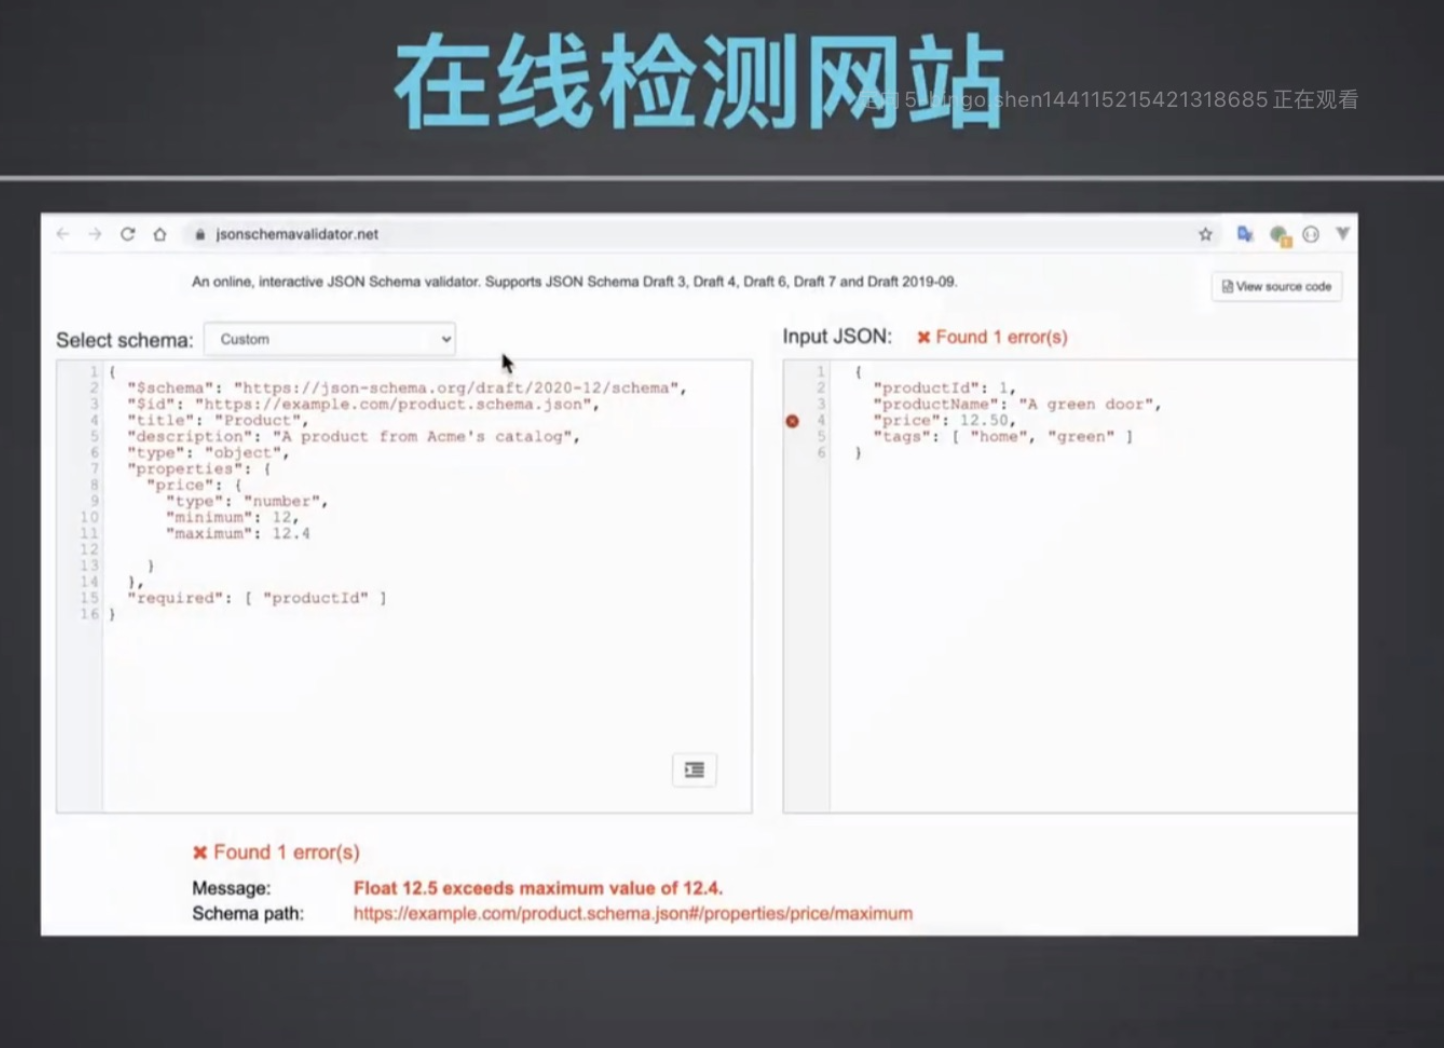 在线检测网站
5 bingo shen144115215421318685 正在观看
jsonschemavalidator.net
An online, interactive JSON Schema validator. Supports JSON Schema Draft 3, Draft 4, Draft 6, Draft 7 and Draft 2019-09.
View source code
Select schema: Custom
1 {
2 "$schema": "https://json-schema.org/draft/2020-12/schema",
3 "$id": "https://example.com/product.schema.json",
4 "title": "Product",
5 "description": "A product from Acme's catalog",
6 "type": "object",
7 "properties": {
8 "price": {
9 "type": "number",
10 "minimum": 12,
11 "maximum": 12.4
12
13 }
14 },
15 "required": [ "productId" ]
16 }
Input JSON: Found 1 error(s)
1 {
2 "productId": 1,
3 "productName": "A green door",
4 "price": 12.50,
5 "tags": [ "home", "green" ]
6 }
Found 1 error(s)
Message: Float 12.5 exceeds maximum value of 12.4.
Schema path: https://example.com/product.schema.json#/properties/price/maximum